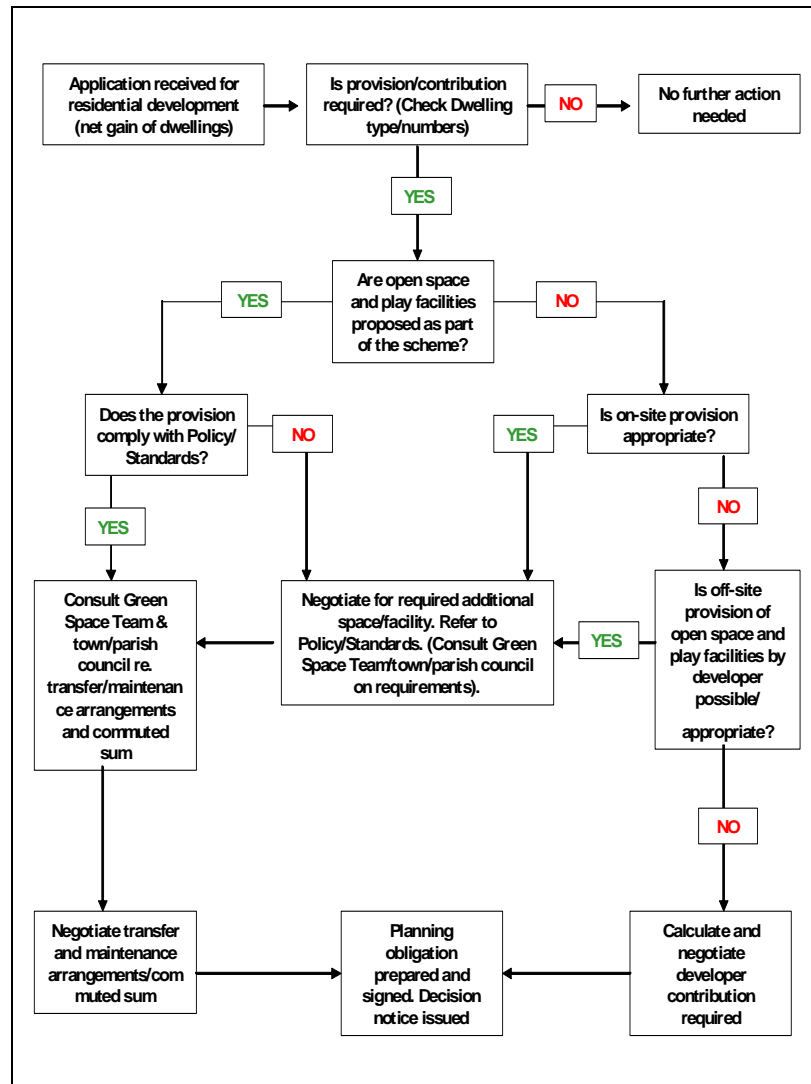 Application received for
residential development
(net gain of dwellings)
Is provision/contribution
required? (Check Dwelling
type/numbers)
NO
No further action
needed
YES
Are open space
and play facilities
proposed as part
of the scheme?
YES
NO
Does the provision
comply with Policy/
Standards?
NO
YES
Is on-site provision
appropriate?
YES
NO
Consult Green
Space Team &
town/parish
council re.
transfer/maintenan
ce arrangements
and commuted
sum
Negotiate for required additional
space/facility. Refer to
Policy/Standards. (Consult Green
Space Team/town/parish council
on requirements).
YES
Is off-site
provision of
open space and
play facilities by
developer
possible/
appropriate?
NO
Negotiate transfer
and maintenance
arrangements/com
muted sum
Planning
obligation
prepared and
signed. Decision
notice issued
Calculate and
negotiate
developer
contribution
required